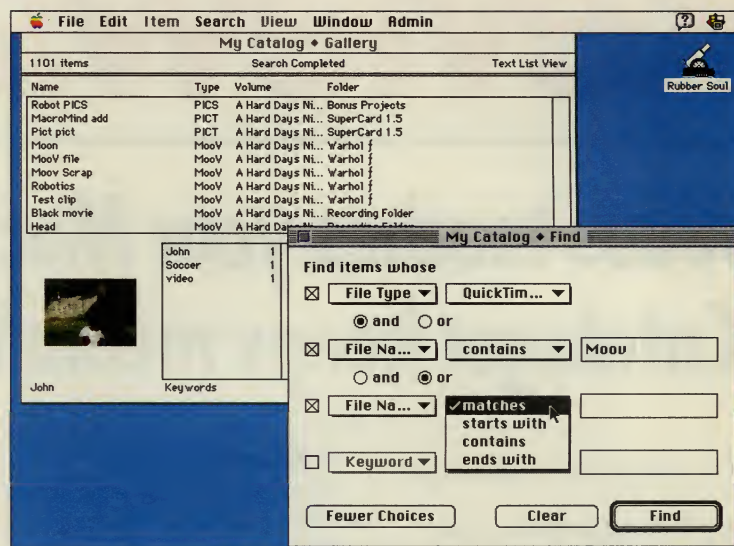 File Edit Item Search View Window Admin
My Catalog ◆ Gallery
1101 items Search Completed Text List View
Name Type Volume Folder
Robot PICS PICS A Hard Days Ni... Bonus Projects
MacroMind add PICT A Hard Days Ni... SuperCard 1.5
Pict pict PICT A Hard Days Ni... SuperCard 1.5
Moon MooV A Hard Days Ni... Warhol ƒ
MooV file MooV A Hard Days Ni... Warhol ƒ
Moov Scrap MooV A Hard Days Ni... Warhol ƒ
Robotics MooV A Hard Days Ni... Warhol ƒ
Test clip MooV A Hard Days Ni... Warhol ƒ
Black movie MooV A Hard Days Ni... Recording Folder
Head MooV A Hard Days Ni... Recording Folder
John 1
Soccer 1
video 1
John Keywords
Rubber Soul
My Catalog ◆ Find
Find items whose
File Type QuickTim...
and or
File Na... contains Moov
and or
File Na... ✓matches
starts with
contains
ends with
Keyword
Fewer Choices Clear Find